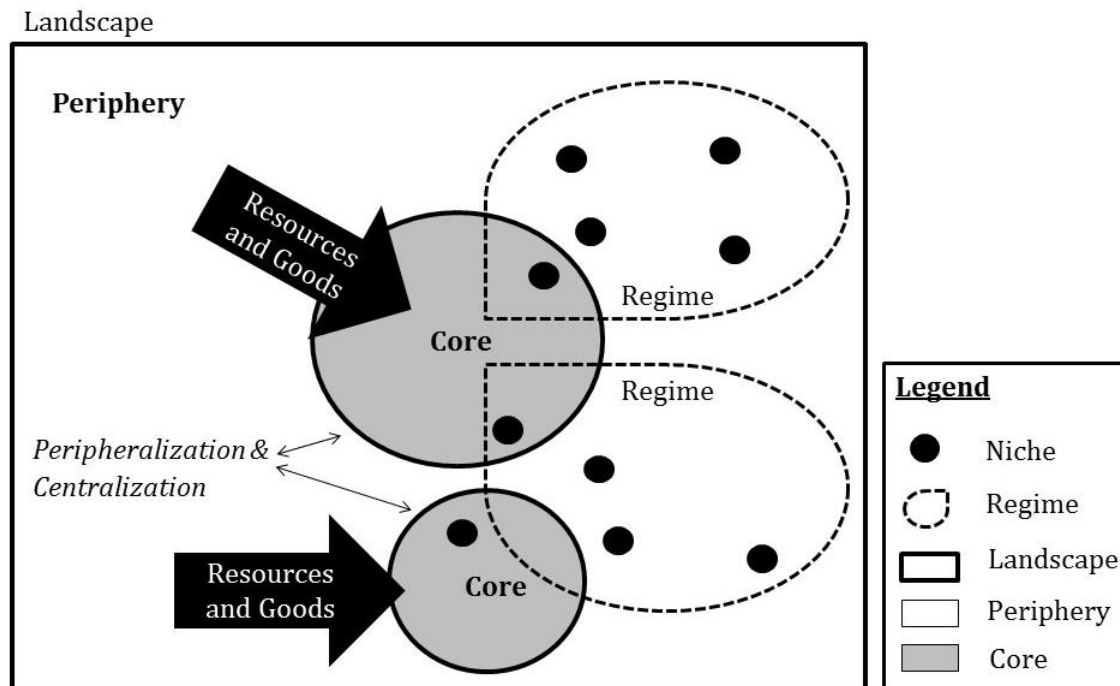 Landscape
Periphery
Resources
and Goods
Regime
Core
Regime
Peripheralization &
Centralization
Resources
and Goods
Core
Legend
Niche
Regime
Landscape
Periphery
Core